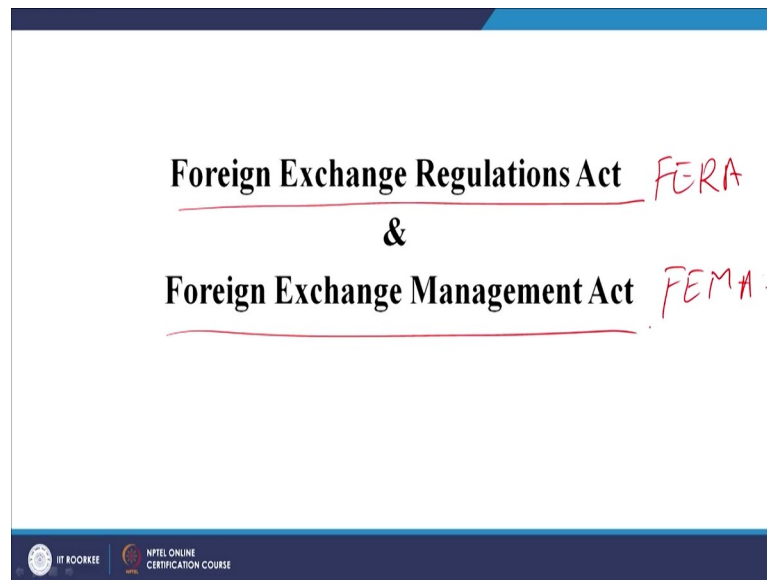 Foreign Exchange Regulations Act FERA
&
Foreign Exchange Management Act FEMA
IIT ROORKEE
NPTEL ONLINE
CERTIFICATION COURSE